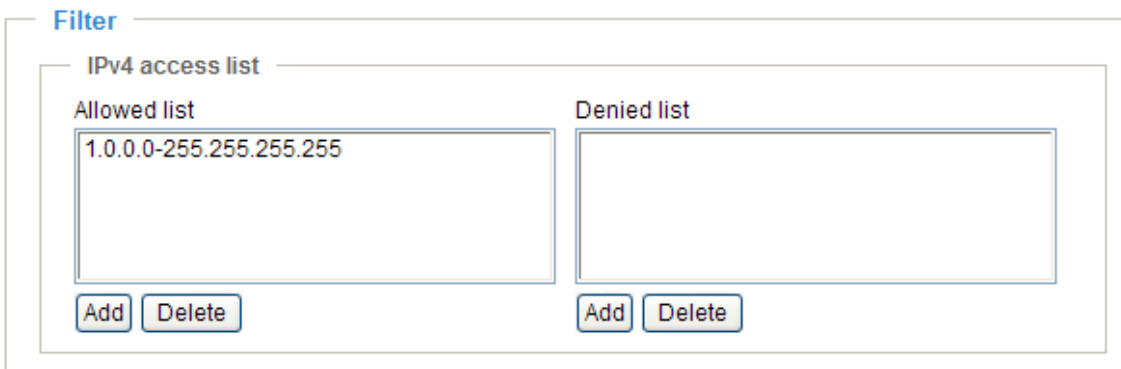 Filter
IPv4 access list
Allowed list
Denied list
1.0.0.0-255.255.255.255
Add Delete
Add Delete